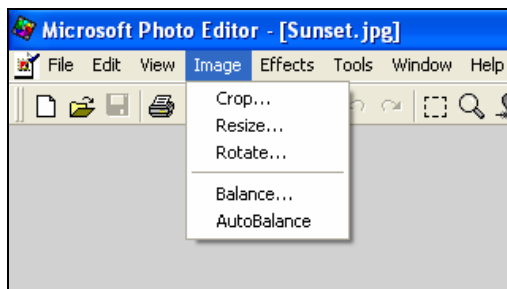 Microsoft Photo Editor - [Sunset.jpg]
File Edit View Image Effects Tools Window Help
Crop...
Resize...
Rotate...
Balance...
AutoBalance